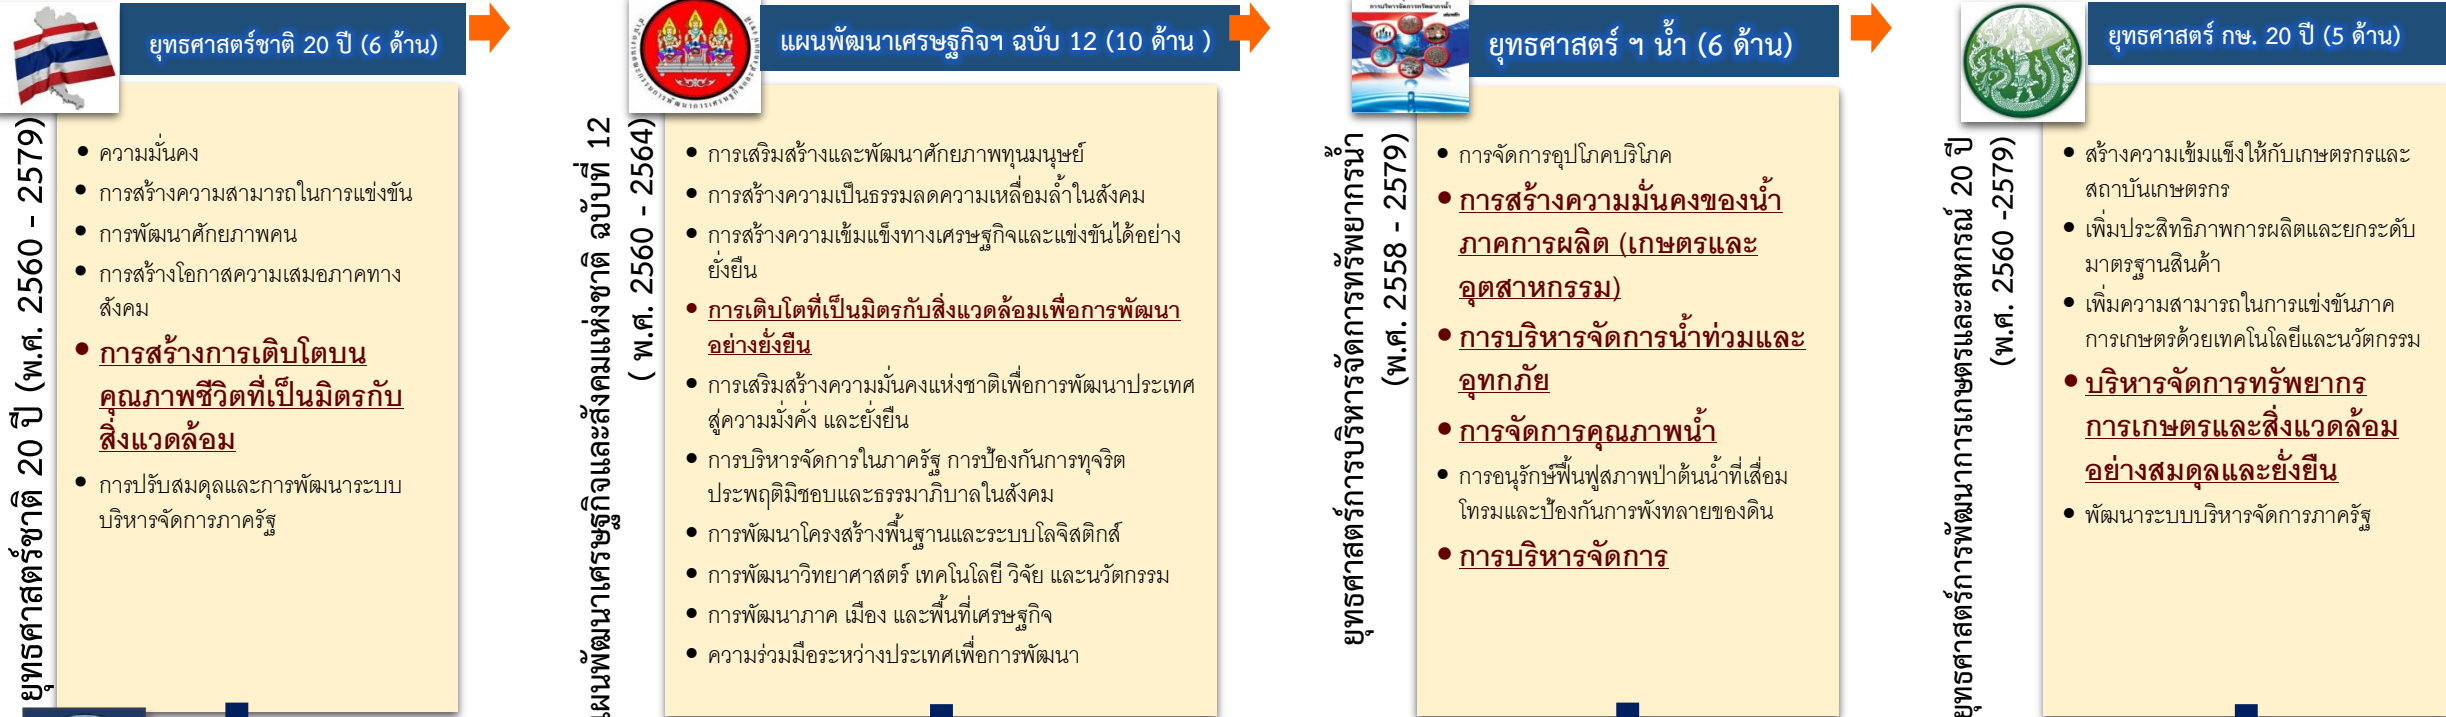 ยุทธศาสตร์ชาติ 20 ปี (6 ด้าน)
ยุทธศาสตร์ชาติ 20 ปี (พ.ศ. 2560 - 2579)
• ความมั่นคง
• การสร้างความสามารถในการแข่งขัน
• การพัฒนาศักยภาพคน
• การสร้างโอกาสความเสมอภาคทาง
สังคม
• การสร้างการเติบโตบน
คุณภาพชีวิตที่เป็นมิตรกับ
สิ่งแวดล้อม
• การปรับสมดุลและการพัฒนาระบบ
บริหารจัดการภาครัฐ
แผนพัฒนาเศรษฐกิจฯ ฉบับ 12 (10 ด้าน )
แผนพัฒนาเศรษฐกิจและสังคมแห่งชาติ ฉบับที่ 12
( พ.ศ. 2560 - 2564)
• การเสริมสร้างและพัฒนาศักยภาพทุนมนุษย์
• การสร้างความเป็นธรรมลดความเหลื่อมล้ำในสังคม
• การสร้างความเข้มแข็งทางเศรษฐกิจและแข่งขันได้อย่าง
ยั่งยืน
• การเติบโตที่เป็นมิตรกับสิ่งแวดล้อมเพื่อการพัฒนา
อย่างยั่งยืน
• การเสริมสร้างความมั่นคงแห่งชาติเพื่อการพัฒนาประเทศ
สู่ความมั่งคั่ง และยั่งยืน
• การบริหารจัดการในภาครัฐ การป้องกันการทุจริต
ประพฤติมิชอบและธรรมาภิบาลในสังคม
• การพัฒนาโครงสร้างพื้นฐานและระบบโลจิสติกส์
• การพัฒนาวิทยาศาสตร์ เทคโนโลยี วิจัย และนวัตกรรม
• การพัฒนาภาค เมือง และพื้นที่เศรษฐกิจ
• ความร่วมมือระหว่างประเทศเพื่อการพัฒนา
การบริหารจัดการทรัพยากรน้ำ
ยุทธศาสตร์ ฯ น้ำ (6 ด้าน)
ยุทธศาสตร์การบริหารจัดการทรัพยากรน้ำ
(พ.ศ. 2558 - 2579)
• การจัดการอุปโภคบริโภค
• การสร้างความมั่นคงของน้ำ
ภาคการผลิต (เกษตรและ
อุตสาหกรรม)
• การบริหารจัดการน้ำท่วมและ
อุทกภัย
• การจัดการคุณภาพน้ำ
• การอนุรักษ์ฟื้นฟูสภาพป่าต้นน้ำที่เสื่อม
โทรมและป้องกันการพังทลายของดิน
• การบริหารจัดการ
ยุทธศาสตร์ กษ. 20 ปี (5 ด้าน)
ยุทธศาสตร์การพัฒนาการเกษตรและสหกรณ์ 20 ปี
(พ.ศ. 2560 -2579)
• สร้างความเข้มแข็งให้กับเกษตรกรและ
สถาบันเกษตรกร
• เพิ่มประสิทธิภาพการผลิตและยกระดับ
มาตรฐานสินค้า
• เพิ่มความสามารถในการแข่งขันภาค
การเกษตรด้วยเทคโนโลยีและนวัตกรรม
• บริหารจัดการทรัพยากร
การเกษตรและสิ่งแวดล้อม
อย่างสมดุลและยั่งยืน
• พัฒนาระบบบริหารจัดการภาครัฐ